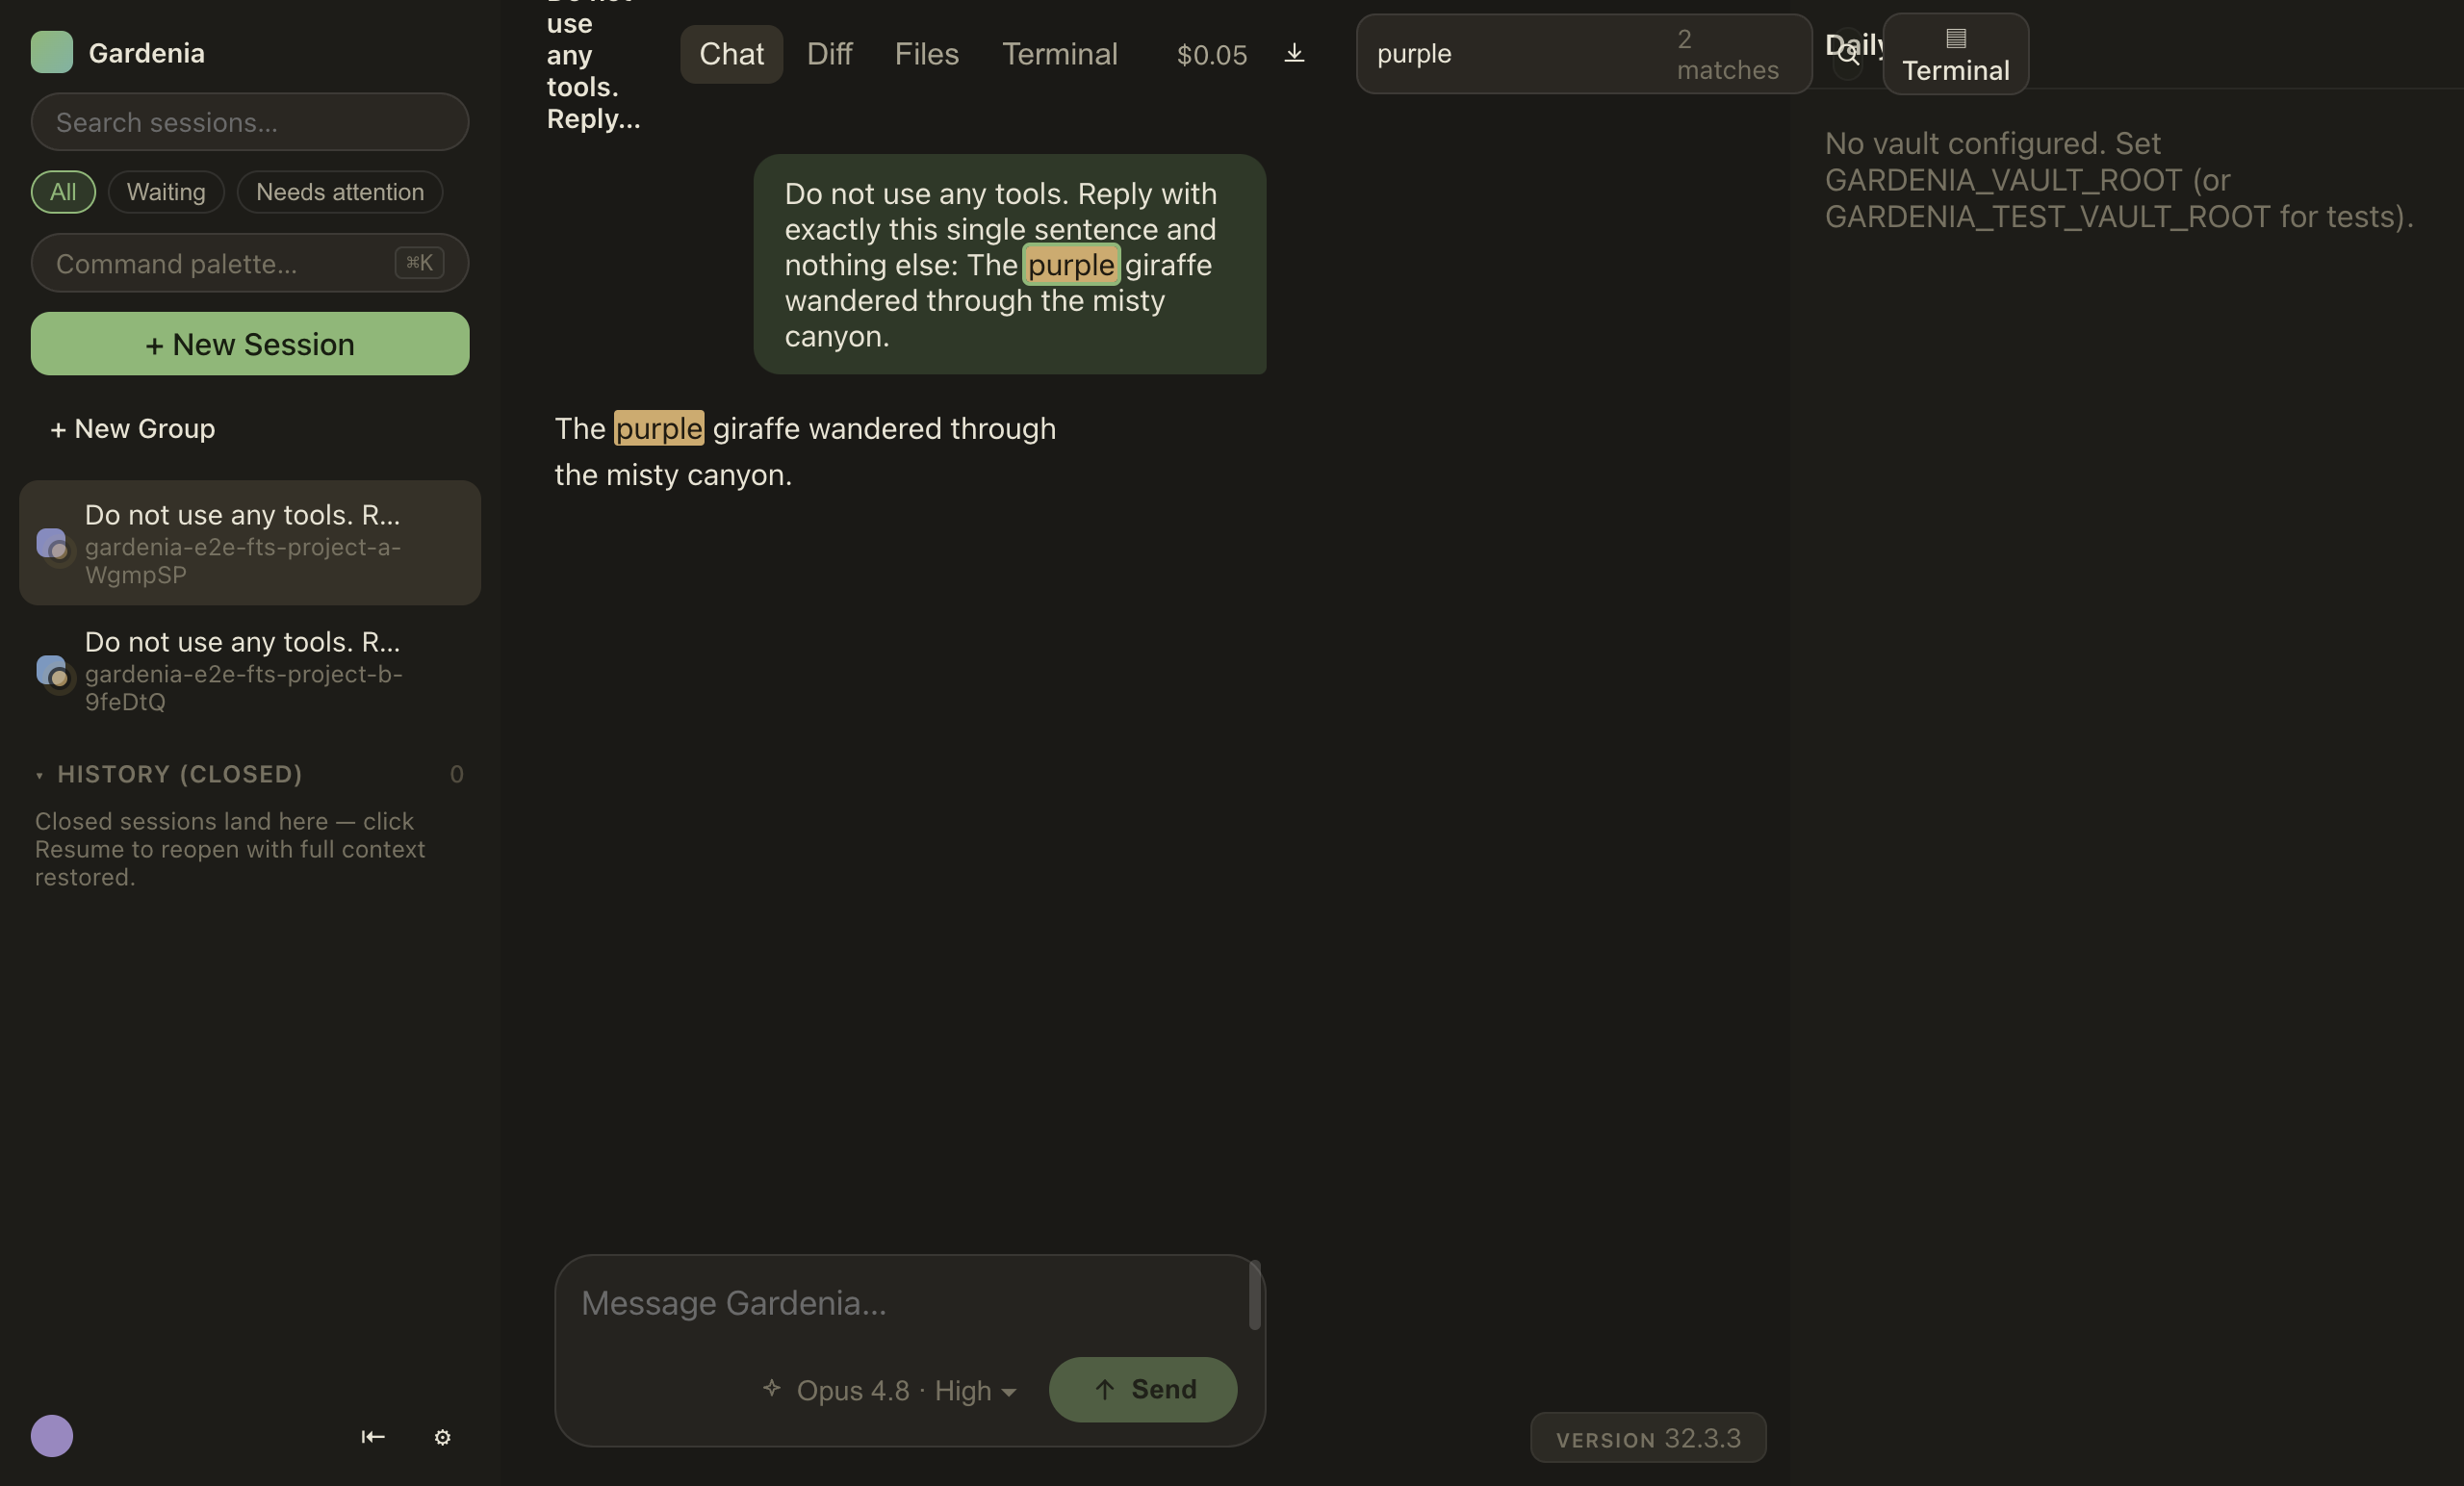 Gardenia
Search sessions...
All
Waiting
Needs attention
Command palette...
⌘K
+ New Session
+ New Group
Do not use any tools. R...
gardenia-e2e-fts-project-a-
WgmpSP
Do not use any tools. R...
gardenia-e2e-fts-project-b-
9feDtQ
▾ HISTORY (CLOSED) 0
Closed sessions land here — click
Resume to reopen with full context
restored.
use
any
tools.
Reply...
Chat
Diff
Files
Terminal
$0.05
purple
2
matches
Daily
Terminal
Do not use any tools. Reply with
exactly this single sentence and
nothing else: The purple giraffe
wandered through the misty
canyon.
The purple giraffe wandered through
the misty canyon.
Message Gardenia...
Opus 4.8 · High
Send
VERSION 32.3.3
No vault configured. Set
GARDENIA_VAULT_ROOT (or
GARDENIA_TEST_VAULT_ROOT for tests).